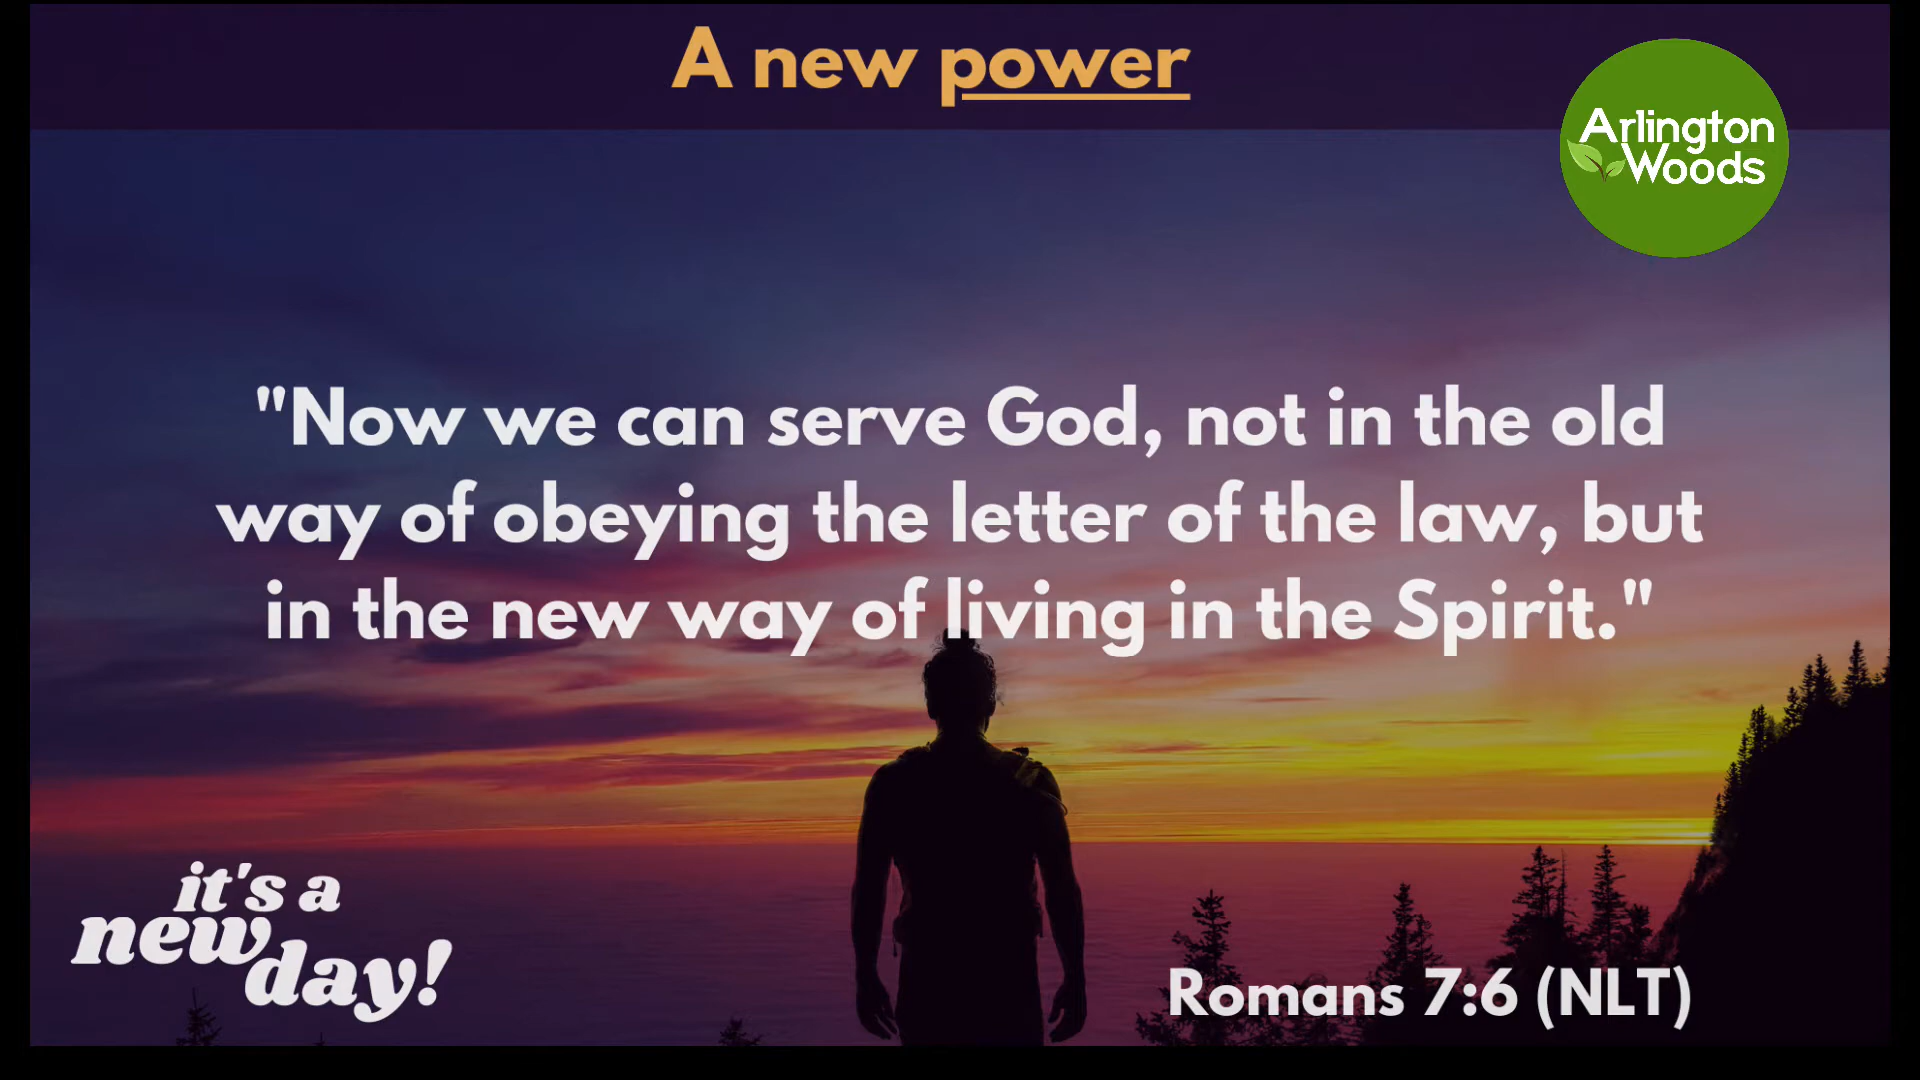 A new power
Arlington
Woods
"Now we can serve God, not in the old
way of obeying the letter of the law, but
in the new way of living in the Spirit."
it's a
new
day!
Romans 7:6 (NLT)